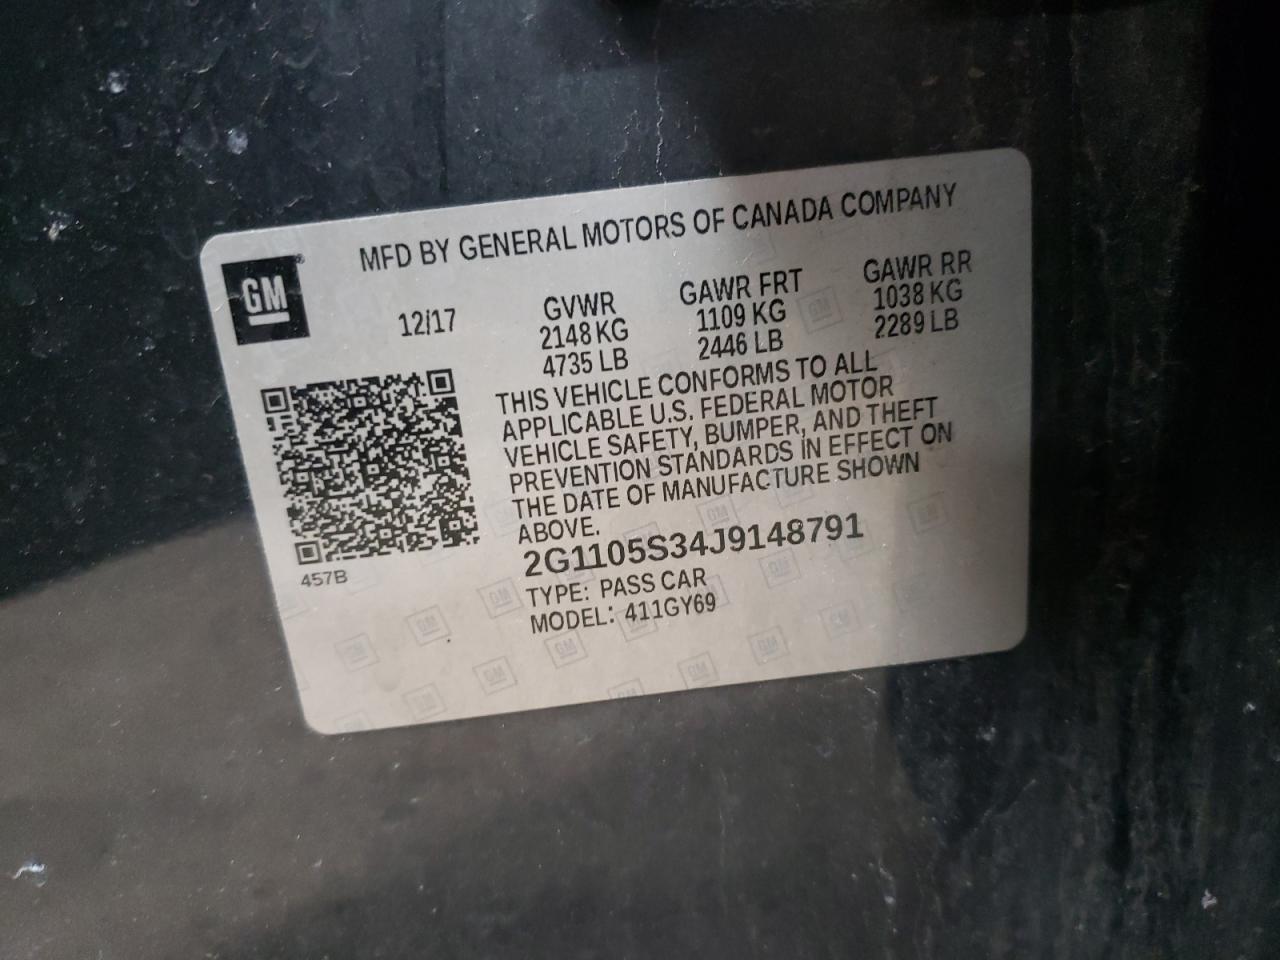 MFD BY GENERAL MOTORS OF CANADA COMPANY
GM
12/17
GVWR
2148 KG
4735 LB
GAWR FRT
1109 KG
2446 LB
GAWR RR
1038 KG
2289 LB
THIS VEHICLE CONFORMS TO ALL
APPLICABLE U.S. FEDERAL MOTOR
VEHICLE SAFETY, BUMPER, AND THEFT
PREVENTION STANDARDS IN EFFECT ON
THE DATE OF MANUFACTURE SHOWN
ABOVE.
2G1105S34J9148791
TYPE: PASS CAR
MODEL: 411GY69
457B